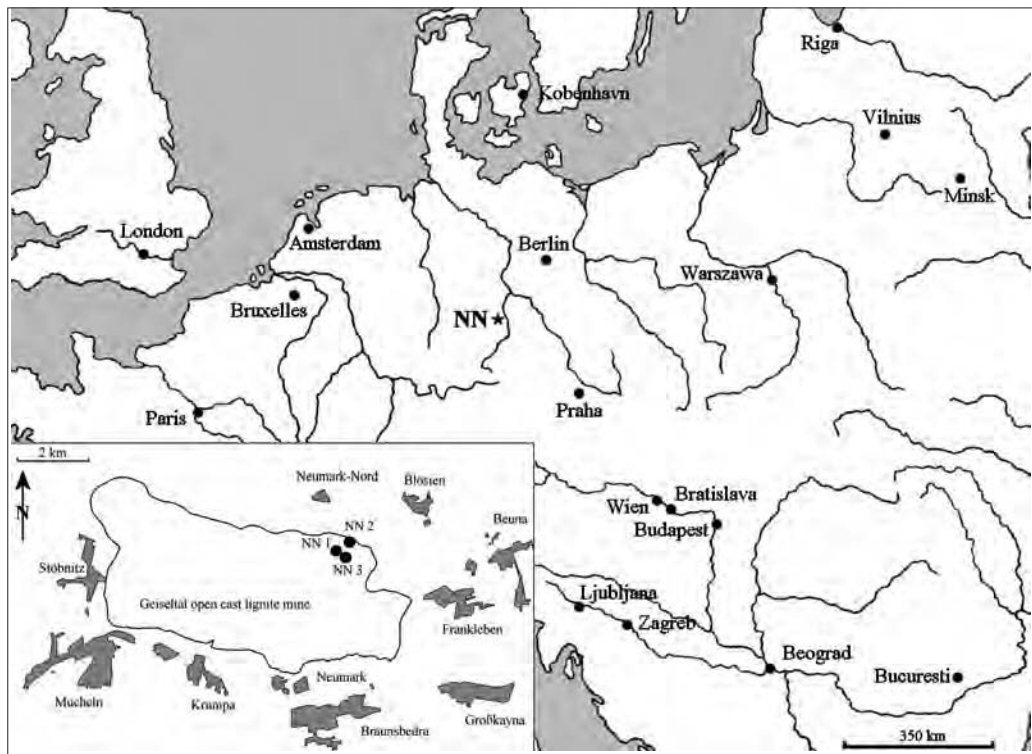 Riga
Kobenhavn
Vilnius
Minsk
London
Amsterdam
Berlin
Warszawa
Bruxelles
NN
Praha
Paris
2 km
N
Neumark-Nord
Blösien
NN 2
NN 1
NN 3
Beuna
Stöbnitz
Geiseltal open cast lignite mine
Frankleben
Mucheln
Krumpa
Neumark
Braunsbedra
Großkayna
Wien
Bratislava
Budapest
Ljubljana
Zagreb
Beograd
Bucuresti
350 km